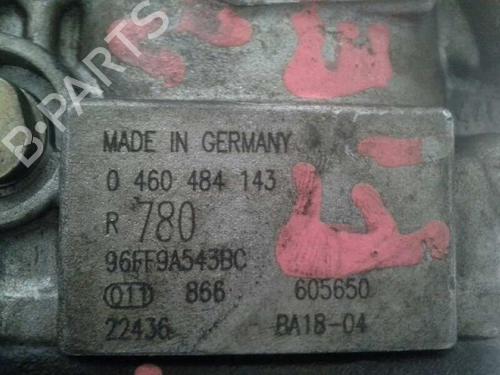 B-PARTS
MADE IN GERMANY
0 460 484 143
R 780
96FF9A543BC
011 866 605650
22436 BA18-04